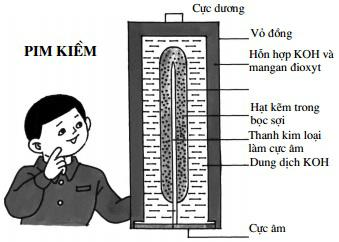 Cực dương
PIM KIỀM
Vỏ đồng
Hỗn hợp KOH và
mangan đioxyt
Hạt kẽm trong
bọc sợi
Thanh kim loại
làm cực âm
Dung dịch KOH
Cực âm